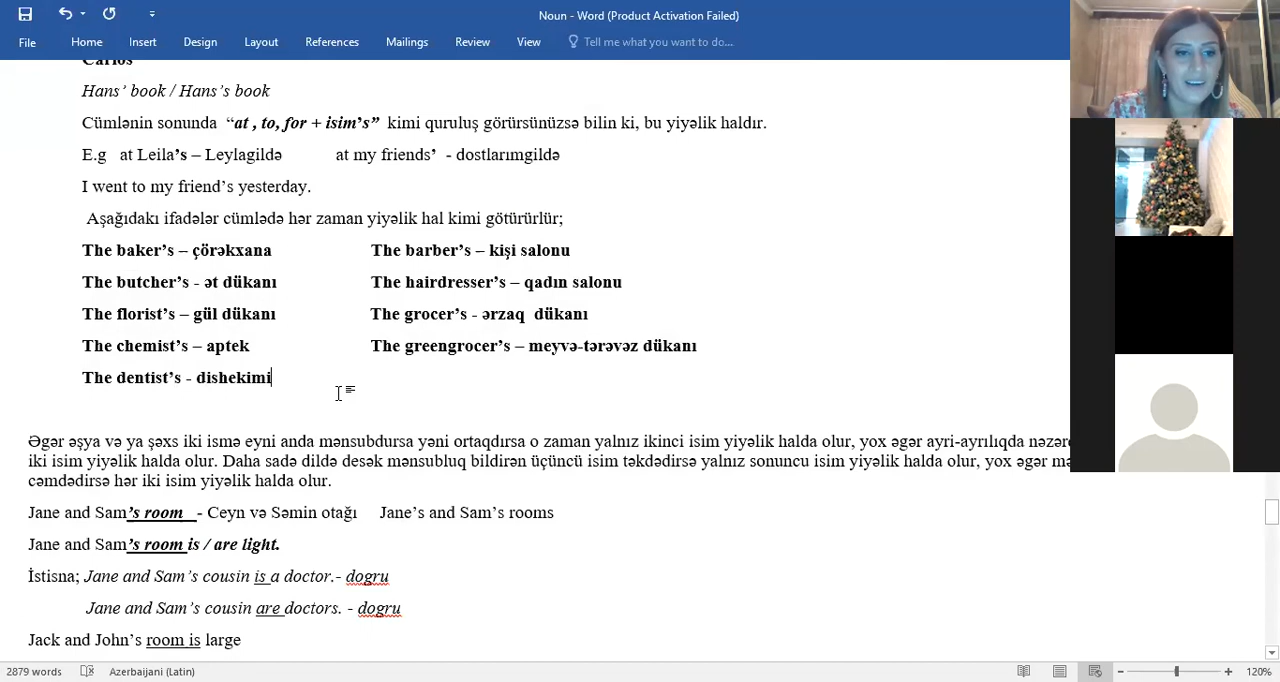 Noun - Word (Product Activation Failed)
File Home Insert Design Layout References Mailings Review View Tell me what you want to do...
Carlos
Hans’ book / Hans’s book
Cümlənin sonunda “at , to, for + isim’s” kimi quruluş görürsünüzsə bilin ki, bu yiyəlik haldır.
E.g at Leila’s – Leylagildə at my friends’ - dostlarımgildə
I went to my friend’s yesterday.
Aşağıdakı ifadələr cümlədə hər zaman yiyəlik hal kimi götürürlür;
The baker’s – çörəkxana The barber’s – kişi salonu
The butcher’s - ət dükanı The hairdresser’s – qadın salonu
The florist’s – gül dükanı The grocer’s - ərzaq dükanı
The chemist’s – aptek The greengrocer’s – meyvə-tərəvəz dükanı
The dentist’s - dishekimi
Əgər əşya və ya şəxs iki ismə eyni anda mənsubdursa yəni ortaqdırsa o zaman yalnız ikinci isim yiyəlik halda olur, yox əgər ayri-ayrılıqda
iki isim yiyəlik halda olur. Daha sadə dildə desək mənsubluq bildirən üçüncü isim təkdədirsə yalnız sonuncu isim yiyəlik halda olur, yox əgər
cəmdədirsə hər iki isim yiyəlik halda olur.
Jane and Sam’s room - Ceyn və Səmin otağı Jane’s and Sam’s rooms
Jane and Sam’s room is / are light.
İstisna; Jane and Sam’s cousin is a doctor.- dogru
Jane and Sam’s cousin are doctors. - dogru
Jack and John’s room is large
2879 words Azerbaijani (Latin) 120%